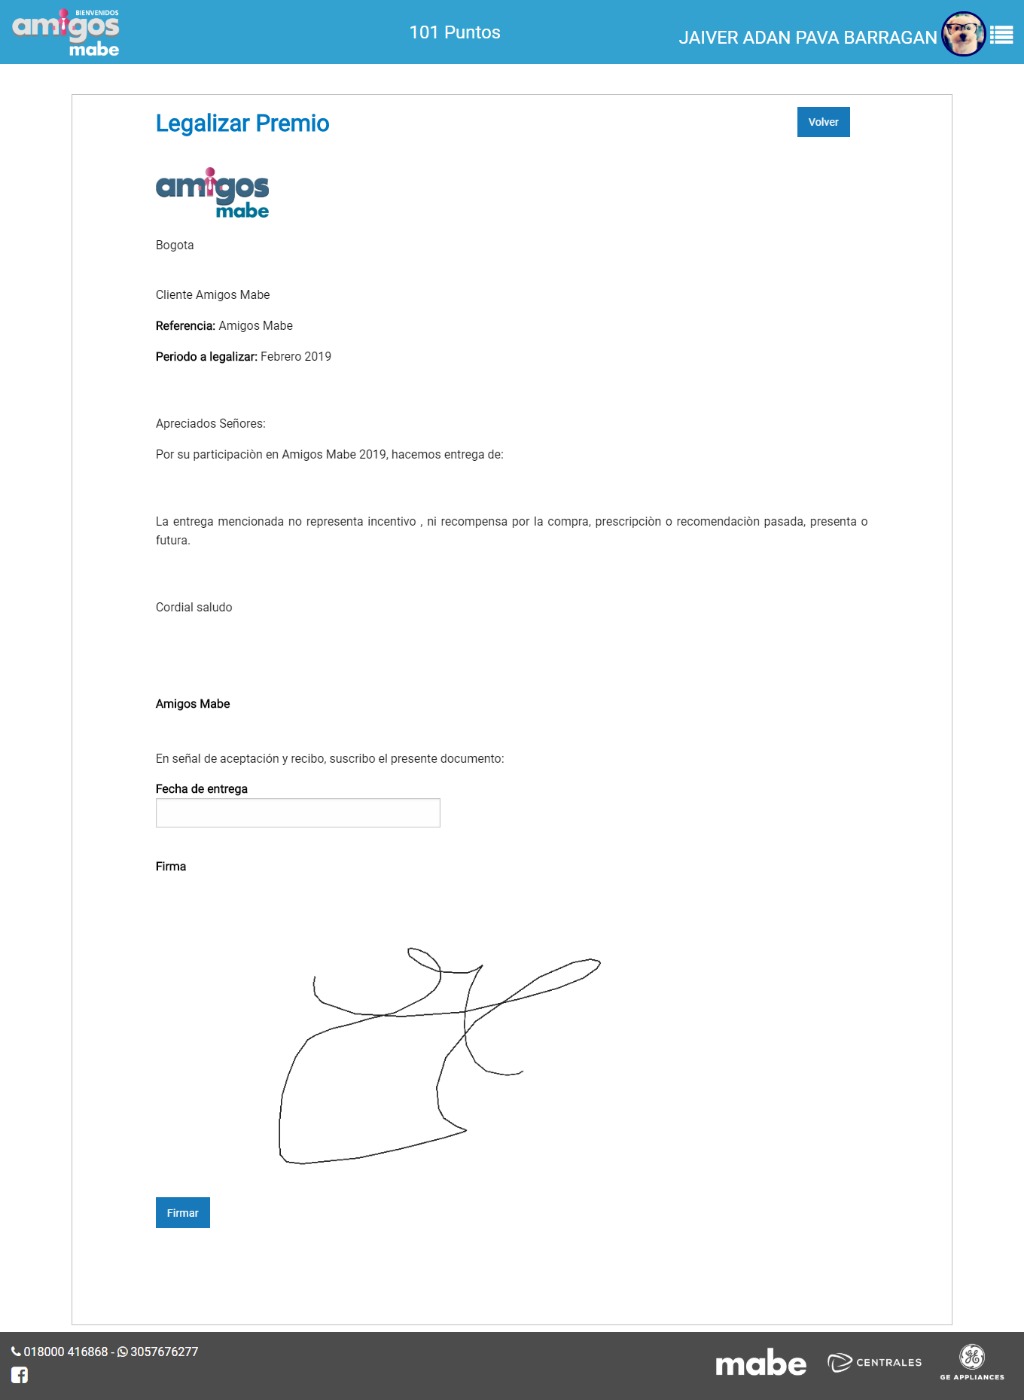 BIENVENIDOS
amigos
mabe
101 Puntos
JAIVER ADAN PAVA BARRAGAN
Legalizar Premio
Volver
amigos
mabe
Bogota
Cliente Amigos Mabe
Referencia: Amigos Mabe
Periodo a legalizar: Febrero 2019
Apreciados Señores:
Por su participaciòn en Amigos Mabe 2019, hacemos entrega de:
La entrega mencionada no representa incentivo , ni recompensa por la compra, prescripciòn o recomendaciòn pasada, presenta o
futura.
Cordial saludo
Amigos Mabe
En señal de aceptación y recibo, suscribo el presente documento:
Fecha de entrega
Firma
Firmar
018000 416868 - 3057676277
mabe
CENTRALES
GE APPLIANCES